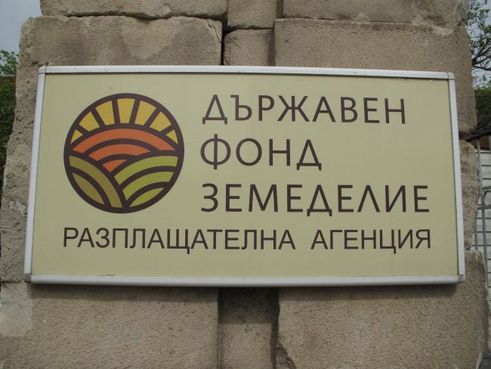 ДЪРЖАВЕН
ФОНД
ЗЕМЕДЕЛИЕ
РАЗПЛАЩАТЕЛНА АГЕНЦИЯ